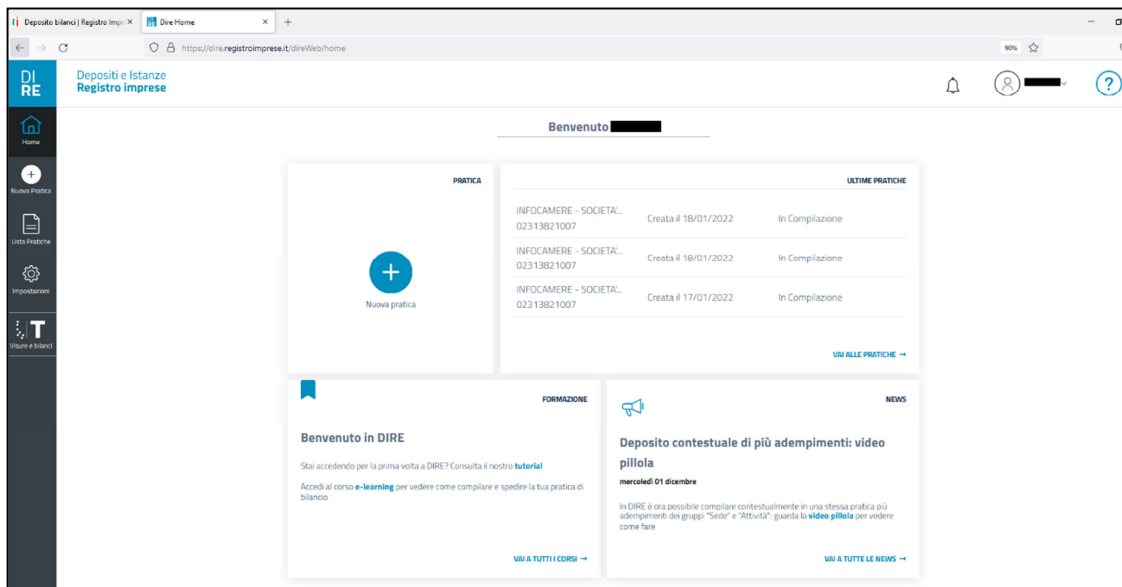 Deposito bilanci | Registro Impr
Dire Home
https://dire.registroimprese.it/direWeb/home
90%
DI
RE
Depositi e Istanze
Registro imprese
Home
Nuova Pratica
Lista Pratiche
Impostazioni
T
Visure e bilanci
Benvenuto
PRATICA
Nuova pratica
ULTIME PRATICHE
INFOCAMERE - SOCIETA'... Creata il 18/01/2022 In Compilazione
02313821007
INFOCAMERE - SOCIETA'... Creata il 18/01/2022 In Compilazione
02313821007
INFOCAMERE - SOCIETA'... Creata il 17/01/2022 In Compilazione
02313821007
VAI ALLE PRATICHE →
FORMAZIONE
Benvenuto in DIRE
Stai accedendo per la prima volta a DIRE? Consulta il nostro tutorial
Accedi al corso e-learning per vedere come compilare e spedire la tua pratica di
bilancio
VAI A TUTTI I CORSI →
NEWS
Deposito contestuale di più adempimenti: video
pillola
mercoledì 01 dicembre
In DIRE è ora possibile compilare contestualmente in una stessa pratica più
adempimenti dei gruppi "Sede" e "Attività": guarda la video pillola per vedere
come fare
VAI A TUTTE LE NEWS →